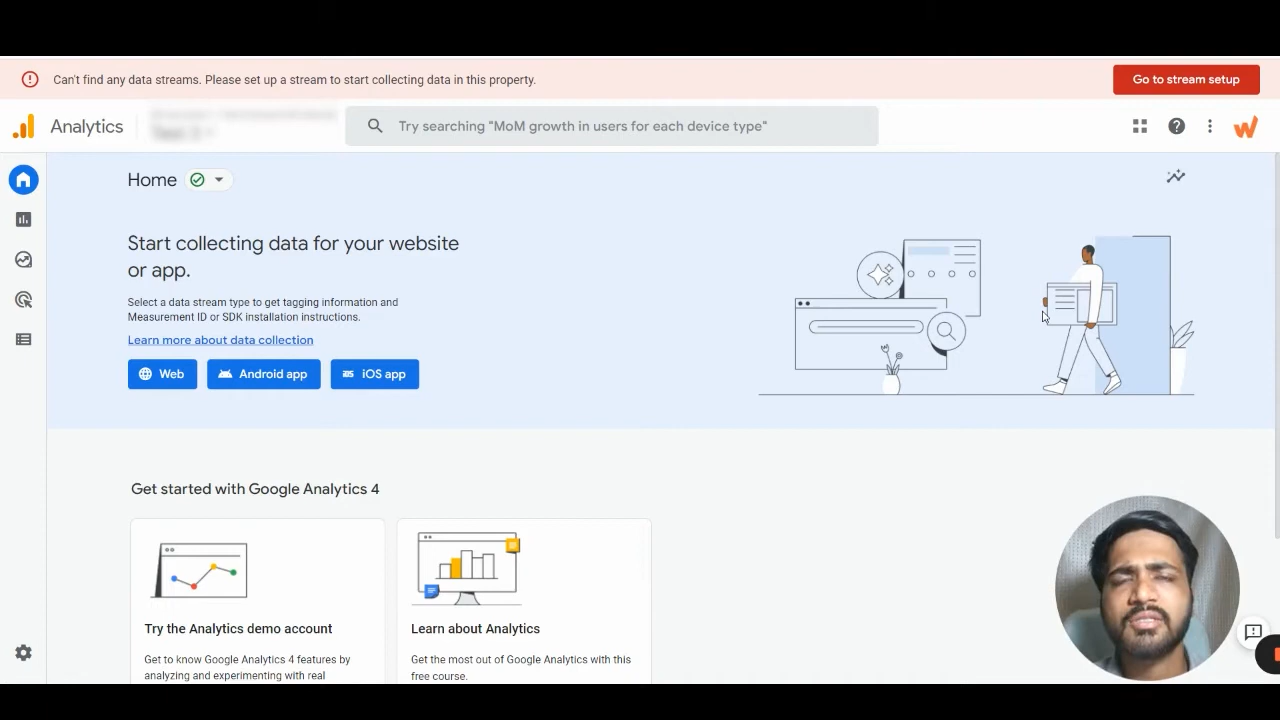 Can't find any data streams. Please set up a stream to start collecting data in this property.
Go to stream setup
Analytics
Try searching "MoM growth in users for each device type"
Home
Start collecting data for your website
or app.
Select a data stream type to get tagging information and
Measurement ID or SDK installation instructions.
Learn more about data collection
Web
Android app
iOS app
Get started with Google Analytics 4
Try the Analytics demo account
Learn about Analytics
Get to know Google Analytics 4 features by
analyzing and experimenting with real
Get the most out of Google Analytics with this
free course.